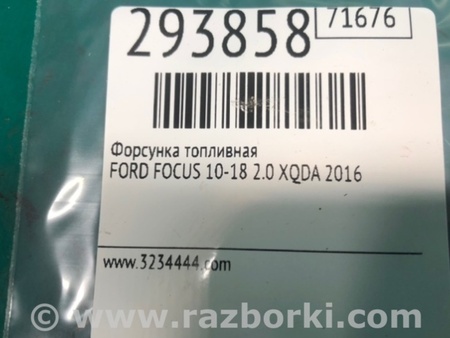 293858
71676
Форсунка топливная
FORD FOCUS 10-18 2.0 XQDA 2016
www.3234444.com
© www.razborki.com